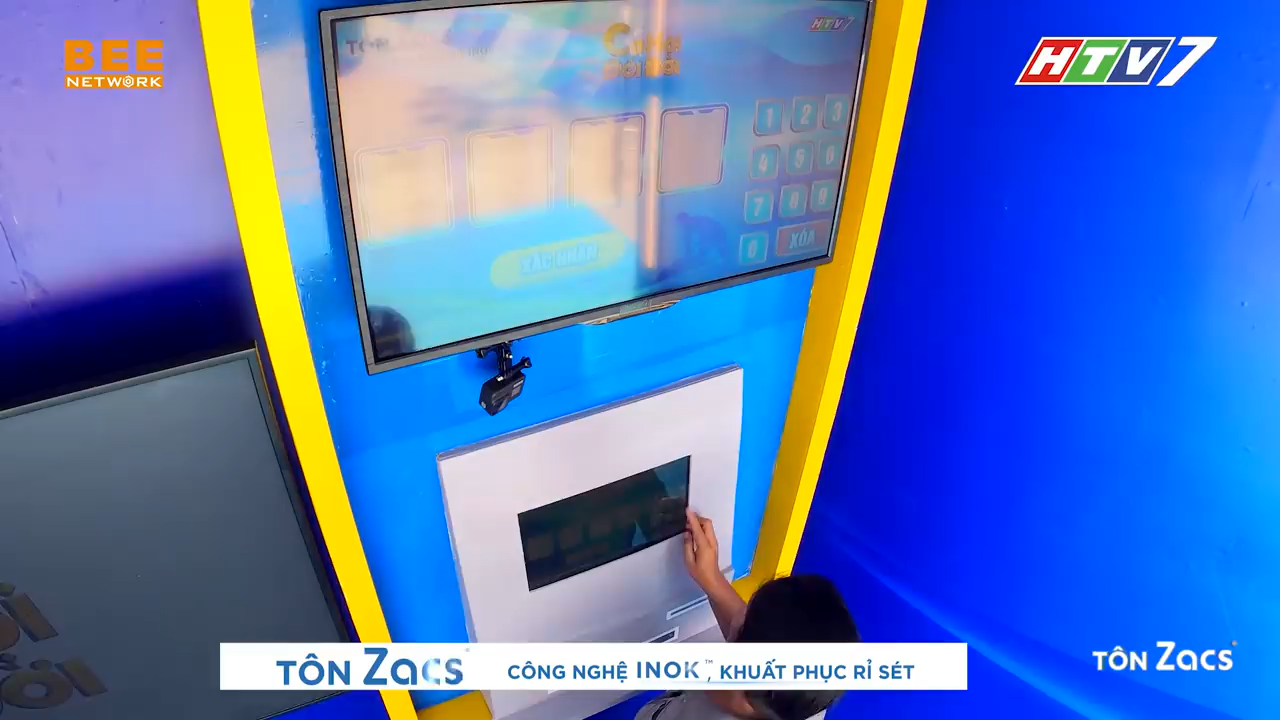 BEE
NETWORK
HTV7
HTV7
1 2 3
4 5 6
7 8 9
0 XÓA
XÁC NHẬN
TÔN Zacs® CÔNG NGHỆ INOK™, KHUẤT PHỤC RỈ SÉT
TÔN Zacs®